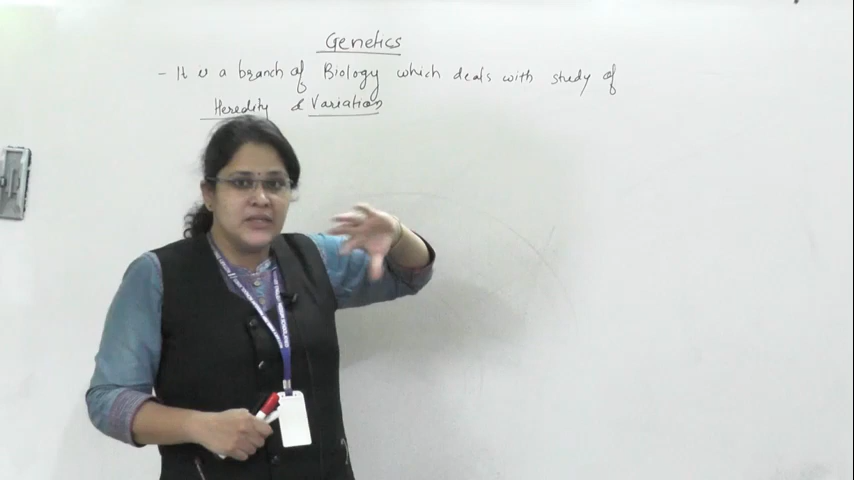 Genetics
- It is a branch of Biology which deals with study of
Heredity & Variation